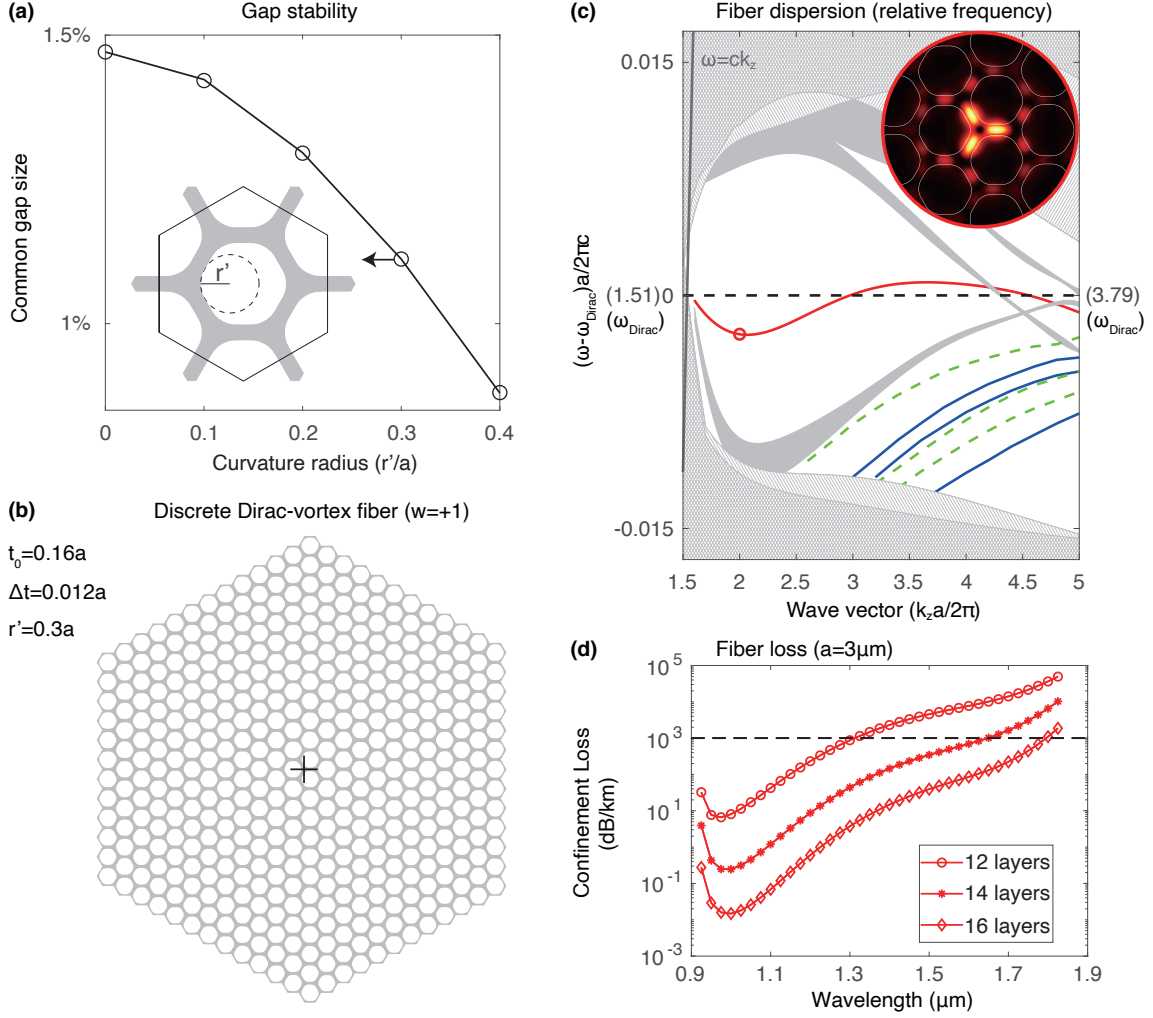 (a)
Gap stability
1.5%
1%
Common gap size
r'
0
0.1
0.2
0.3
0.4
Curvature radius (r'/a)
(b)
Discrete Dirac-vortex fiber (w=+1)
t₀=0.16a
Δt=0.012a
r'=0.3a
(c)
Fiber dispersion (relative frequency)
ω=ck_z
0.015
(1.51)0
(ω_Dirac)
-0.015
(ω-ω_Dirac)a/2πc
0(3.79)
(ω_Dirac)
1.5
2
2.5
3
3.5
4
4.5
5
Wave vector (k_za/2π)
(d)
Fiber loss (a=3μm)
10⁵
10³
10¹
10⁻¹
10⁻³
Confinement Loss
(dB/km)
12 layers
14 layers
16 layers
0.9
1.1
1.3
1.5
1.7
1.9
Wavelength (μm)